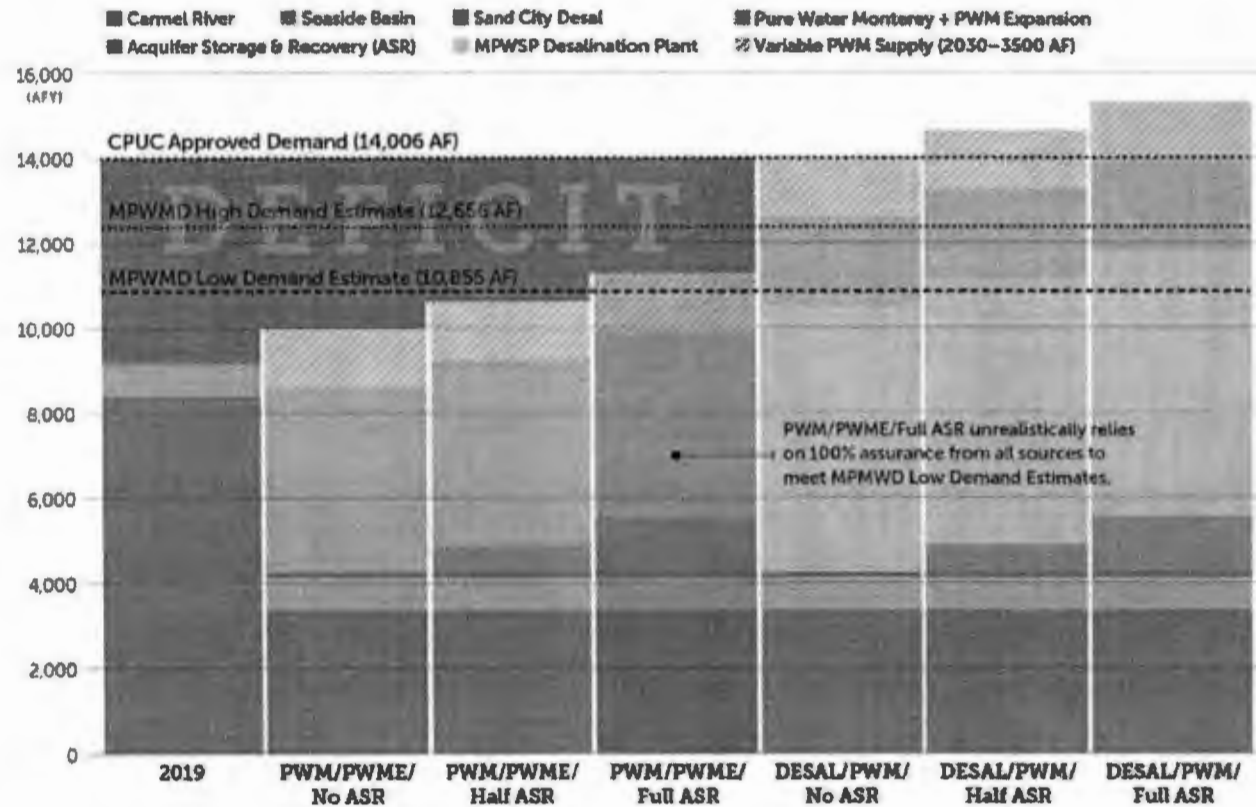 Carmel River Seaside Basin Sand City Desal Pure Water Monterey + PWM Expansion
Acquifer Storage & Recovery (ASR) MPWSP Desalination Plant Variable PWM Supply (2030–3500 AF)
16,000
(AFY)
CPUC Approved Demand (14,006 AF)
14,000
DEFICIT
MPWMD High Demand Estimate (12,656 AF)
12,000
MPWMD Low Demand Estimate (10,855 AF)
10,000
8,000
PWM/PWME/Full ASR unrealistically relies
on 100% assurance from all sources to
meet MPMWD Low Demand Estimates.
6,000
4,000
2,000
0
2019 PWM/PWME/ PWM/PWME/ PWM/PWME/ DESAL/PWM/ DESAL/PWM/ DESAL/PWM/
No ASR Half ASR Full ASR No ASR Half ASR Full ASR